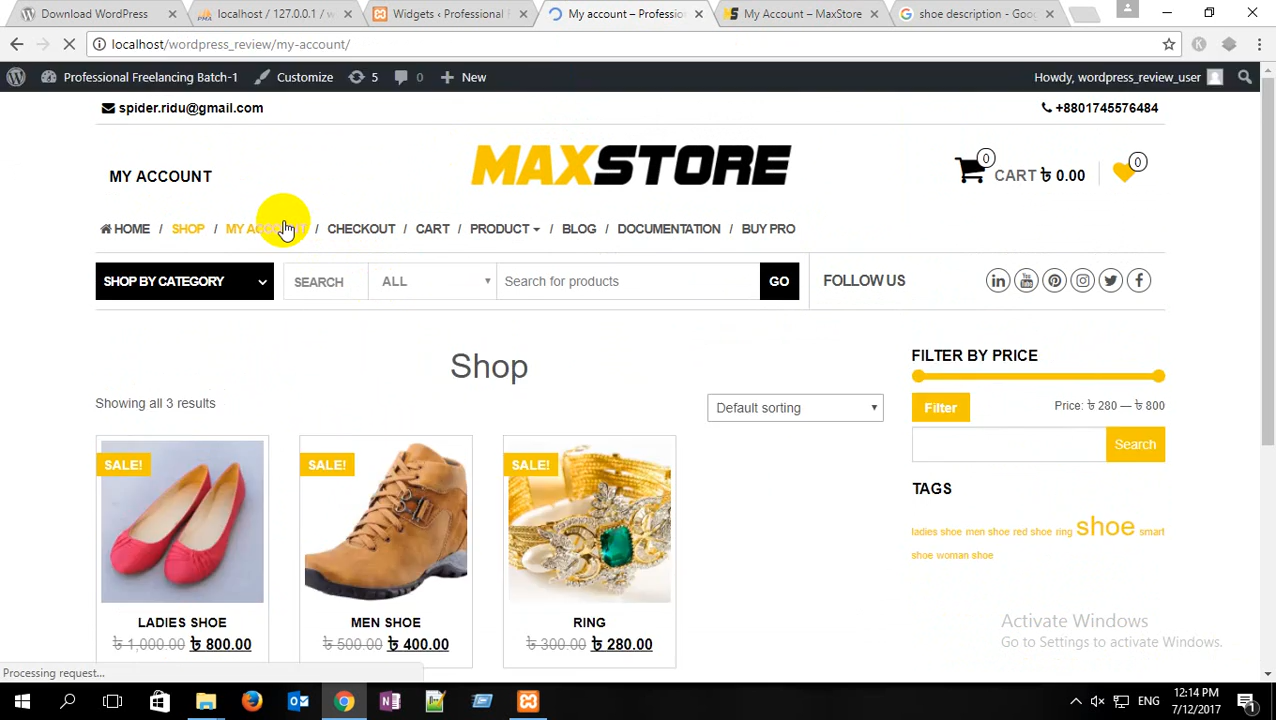 Download WordPress
localhost / 127.0.0.1 / w
Widgets ‹ Professional F
My account – Profession
My Account – MaxStore
shoe description - Goog
localhost/wordpress_review/my-account/
Professional Freelancing Batch-1
Customize
5
0
New
Howdy, wordpress_review_user
spider.ridu@gmail.com
+8801745576484
MY ACCOUNT
MAXSTORE
0
CART ৳ 0.00
0
HOME / SHOP / MY ACCOUNT / CHECKOUT / CART / PRODUCT / BLOG / DOCUMENTATION / BUY PRO
SHOP BY CATEGORY
SEARCH
ALL
Search for products
GO
FOLLOW US
Shop
Showing all 3 results
Default sorting
FILTER BY PRICE
Filter
Price: ৳ 280 — ৳ 800
Search
TAGS
ladies shoe men shoe red shoe ring shoe smart
shoe woman shoe
SALE!
SALE!
SALE!
LADIES SHOE
৳ 1,000.00 ৳ 800.00
MEN SHOE
৳ 500.00 ৳ 400.00
RING
৳ 300.00 ৳ 280.00
Activate Windows
Go to Settings to activate Windows.
Processing request...
ENG
12:14 PM
7/12/2017
1